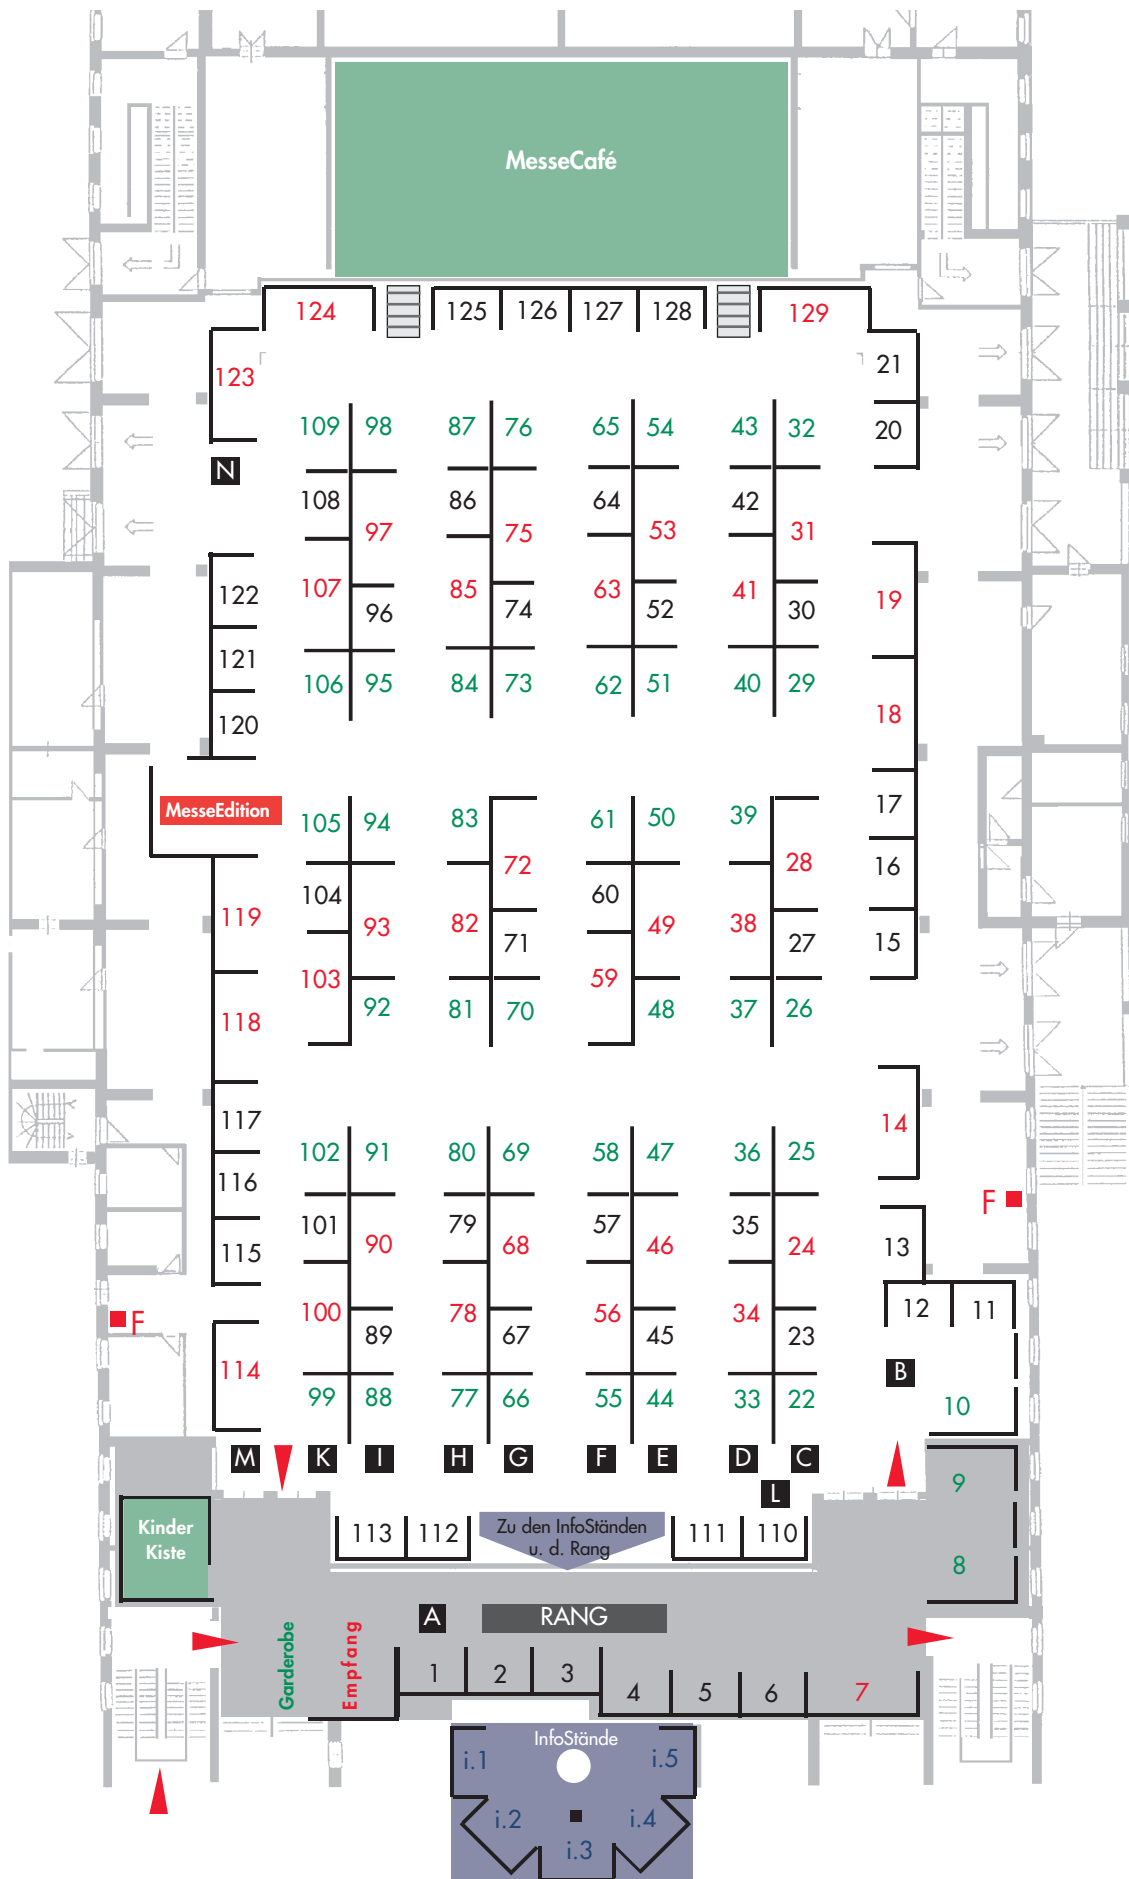 MesseCafé
124 125 126 127 128 129
123 21
109 98 87 76 65 54 43 32 20
N
108 86 64 42
97 75 53 31
107 85 63 41
122 96 74 52 30 19
121
106 95 84 73 62 51 40 29
120 18
MesseEdition
105 94 83 61 50 39 17
72 28 16
104 60
119 93 82 49 38
71 27 15
103 59
118 92 81 70 48 37 26
117 14
102 91 80 69 58 47 36 25
116
F
101 79 57 35
115 90 68 46 24 13
100 78 56 34 12 11
F
89 67 45 23
114 B
99 88 77 66 55 44 33 22 10
M K I H G F E D C
9
L
Kinder
Kiste
113 112
Zu den InfoStänden
u. d. Rang
111 110
8
A RANG
Garderobe
Empfang
1 2 3 4 5 6 7
InfoStände
i.1 i.5
i.2 i.4
i.3